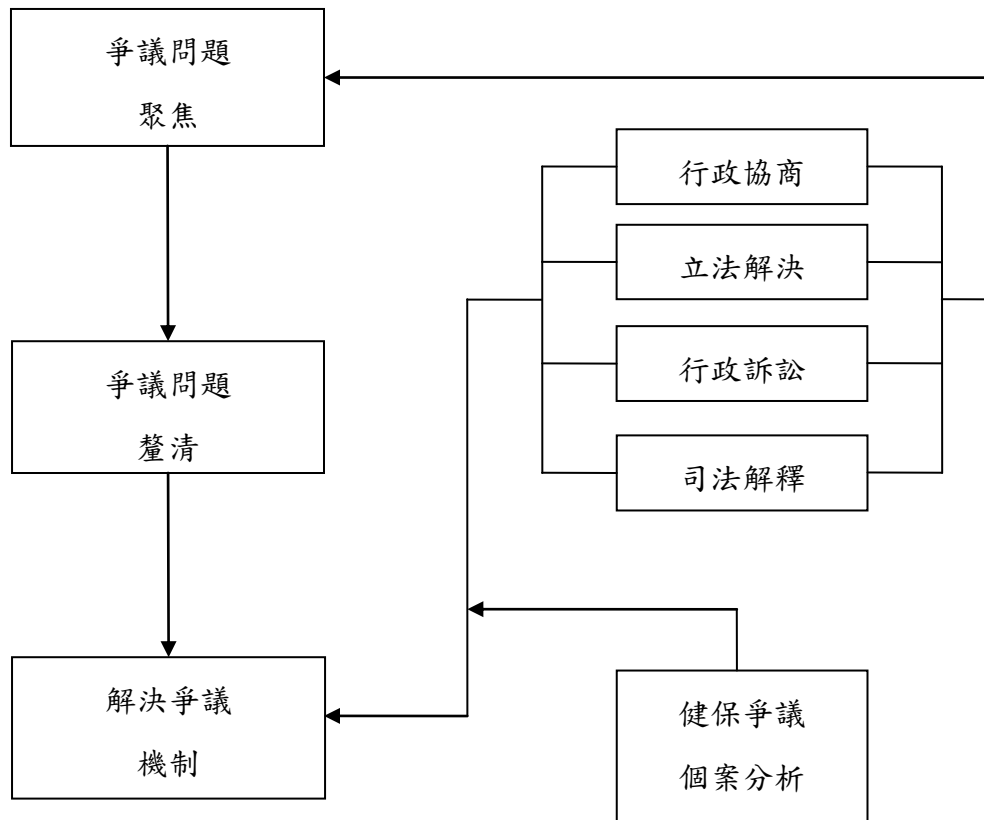 爭議問題
聚焦
行政協商
立法解決
行政訴訟
司法解釋
爭議問題
釐清
解決爭議
機制
健保爭議
個案分析